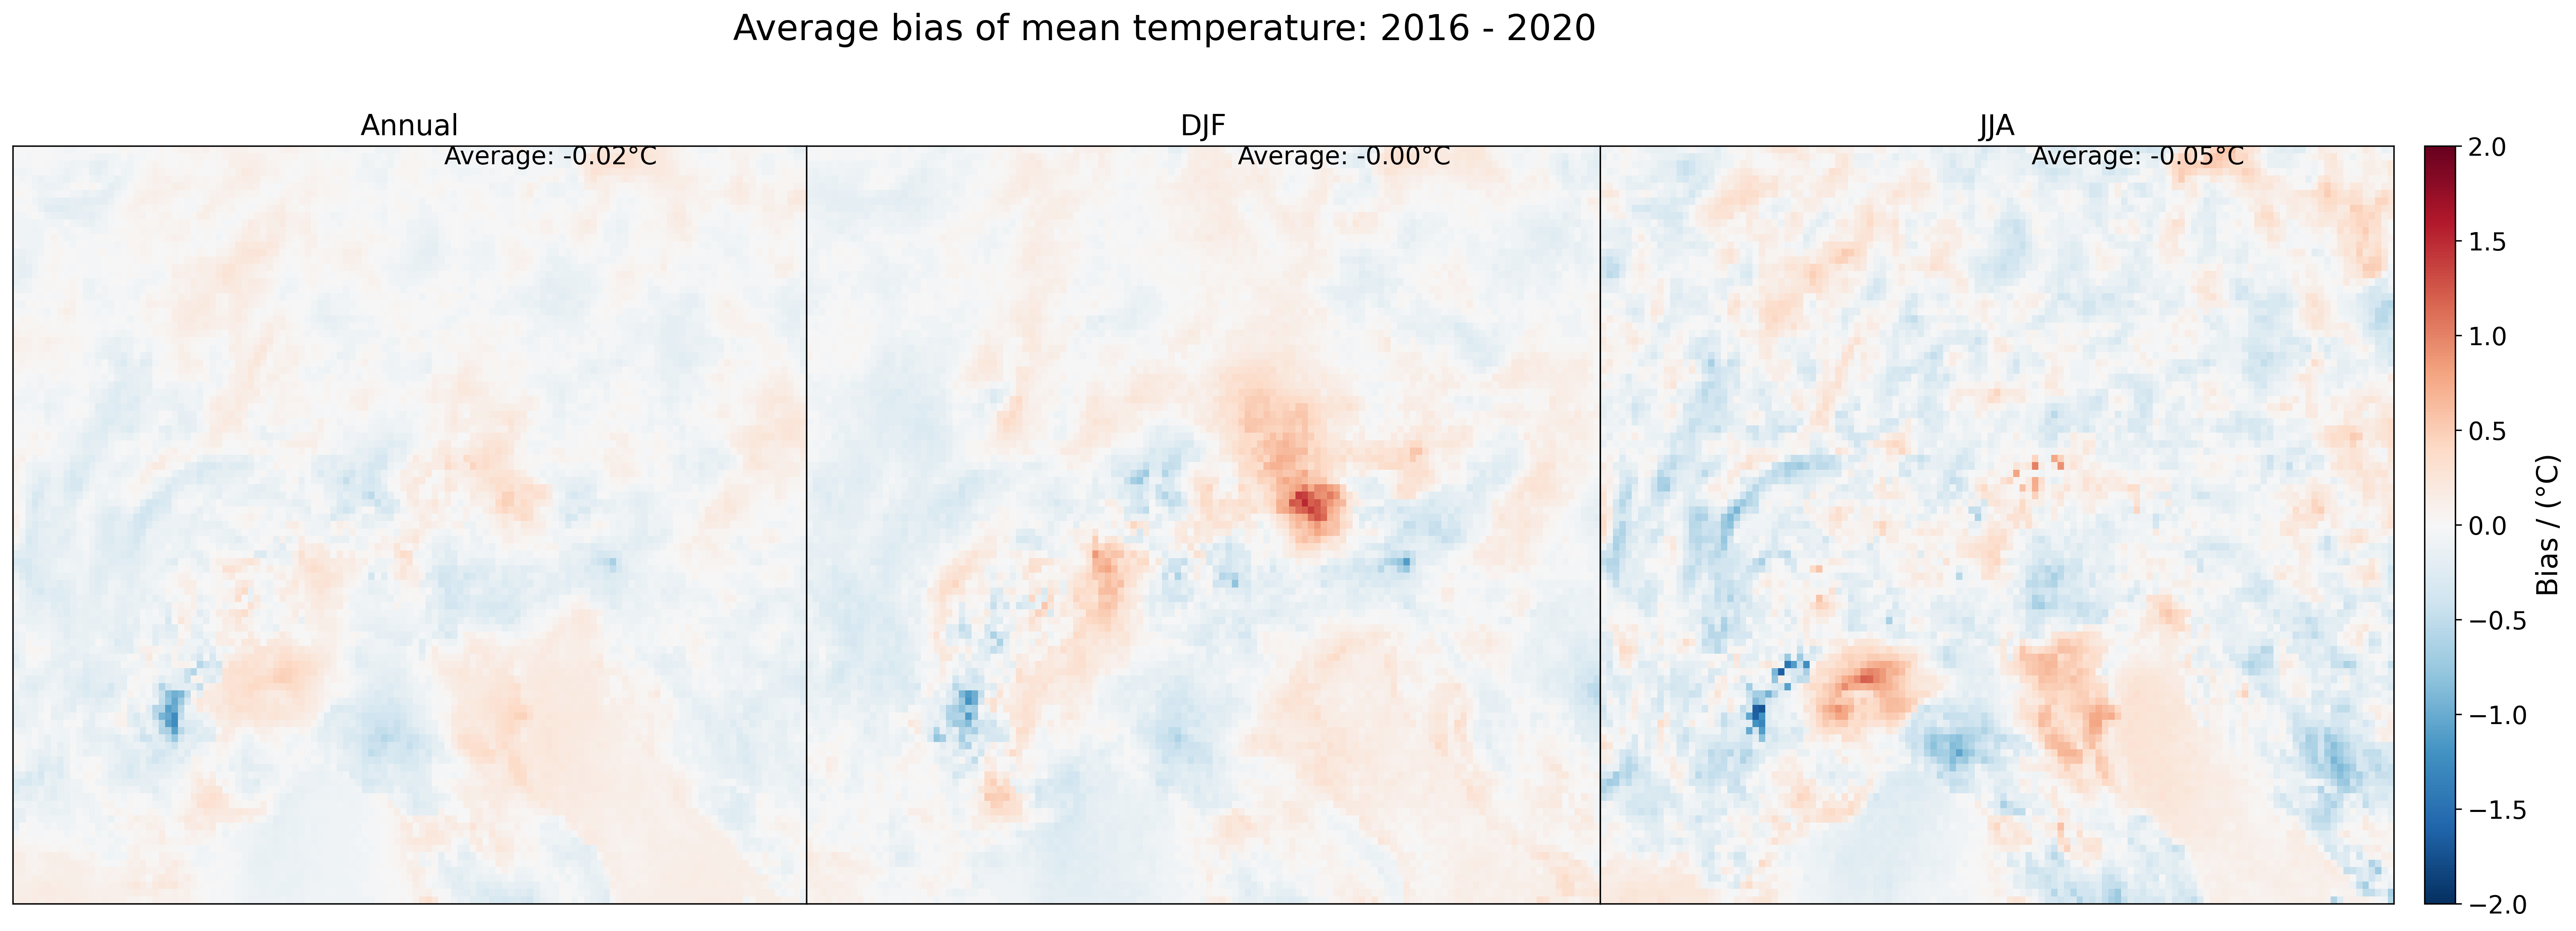 Average bias of mean temperature: 2016 - 2020
Annual
DJF
JJA
Average: -0.02°C
Average: -0.00°C
Average: -0.05°C
2.0
1.5
1.0
0.5
0.0
−0.5
−1.0
−1.5
−2.0
Bias / (°C)